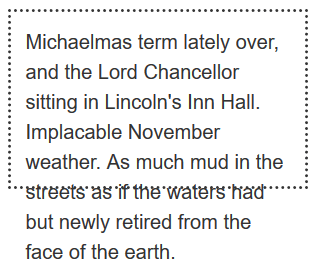 Michaelmas term lately over,
and the Lord Chancellor
sitting in Lincoln's Inn Hall.
Implacable November
weather. As much mud in the
streets as if the waters had
but newly retired from the
face of the earth.